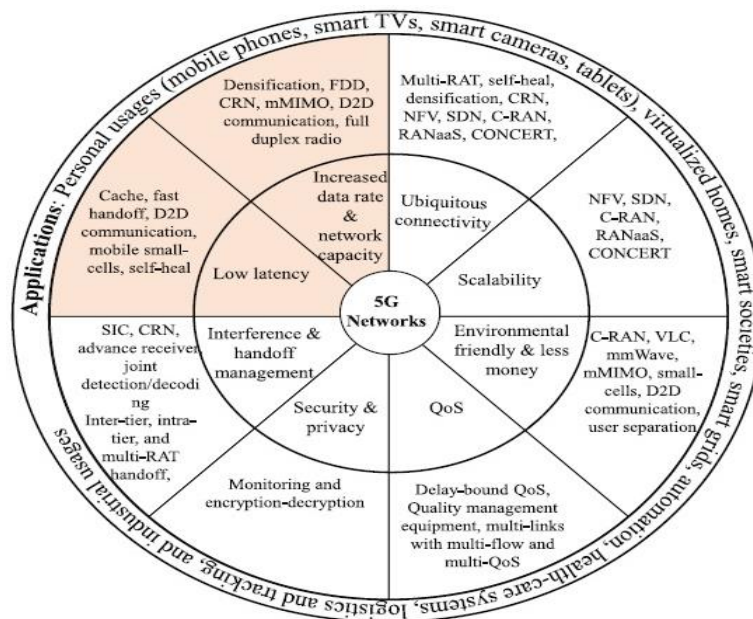 Applications: Personal usages (mobile phones, smart TVs, smart cameras, tablets), virtualized homes, smart societies, smart grids, automation, health-care systems, logistics and tracking, and industrial usages
Densification, FDD,
CRN, mMIMO, D2D
communication, full
duplex radio
Multi-RAT, self-heal,
densification, CRN,
NFV, SDN, C-RAN,
RANaaS, CONCERT,
Cache, fast
handoff, D2D
communication,
mobile small-
cells, self-heal
Increased
data rate
&
network
capacity
Ubiquitous
connectivity
NFV, SDN,
C-RAN,
RANaaS,
CONCERT
Low latency
Scalability
5G
Networks
SIC, CRN,
advance receiver,
joint
detection/decodi
ng
Inter-tier, intra-
tier, and
multi-RAT
handoff,
Interference &
handoff
management
Environmental
friendly & less
money
C-RAN, VLC,
mmWave,
mMIMO, small-
cells, D2D
communication,
user separation
Security &
privacy
QoS
Monitoring and
encryption-decryption
Delay-bound QoS,
Quality management
equipment, multi-links
with multi-flow and
multi-QoS